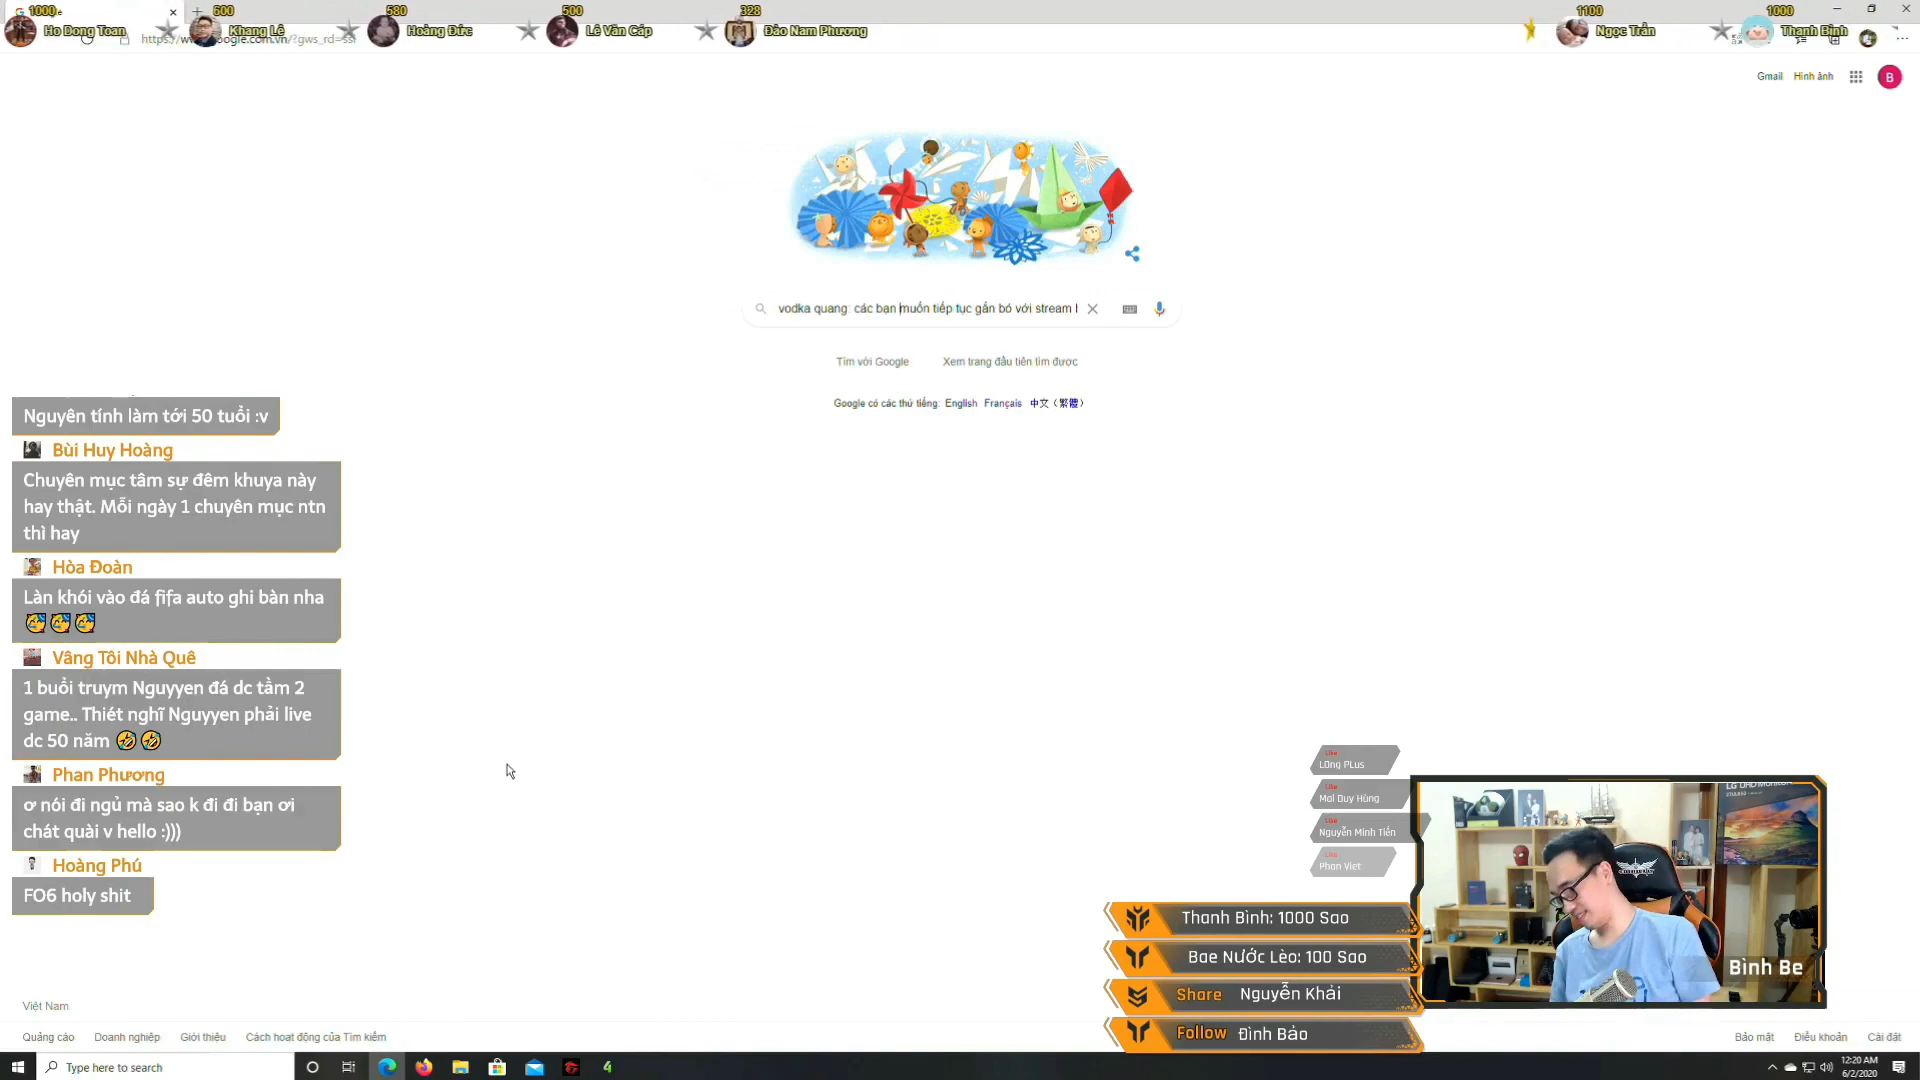 1000
600
580
500
328
1100
1000
Ho Dong Toan
Khang Lê
Hoàng Đức
Lê Văn Cáp
Đào Nam Phương
Ngọc Trần
Thanh Bình
Gmail Hình ảnh
B
vodka quang: các bạn muốn tiếp tục gắn bó với stream l
Tìm với Google Xem trang đầu tiên tìm được
Google có các thứ tiếng: English Français 中文（繁體）
Nguyên tính làm tới 50 tuổi :v
Bùi Huy Hoàng
Chuyên mục tâm sự đêm khuya này
hay thật. Mỗi ngày 1 chuyên mục ntn
thì hay
Hòa Đoàn
Làn khói vào đá fifa auto ghi bàn nha
🥳🥳🥳
Vâng Tôi Nhà Quê
1 buổi truym Nguyyen đá dc tầm 2
game.. Thiét nghĩ Nguyyen phải live
dc 50 năm 🤣🤣
Phan Phương
ơ nói đi ngủ mà sao k đi đi bạn ơi
chát quài v hello :)))
Hoàng Phú
FO6 holy shit
Like
LOng PLus
Like
Mai Duy Hùng
Like
Nguyễn Minh Tiến
Like
Phan Viet
Thanh Bình: 1000 Sao
Bae Nước Lèo: 100 Sao
Share Nguyễn Khải
Follow Đình Bảo
Bình Be
Việt Nam
Quảng cáo Doanh nghiệp Giới thiệu Cách hoạt động của Tìm kiếm
Bảo mật Điều khoản Cài đặt
Type here to search
12:20 AM
6/2/2020